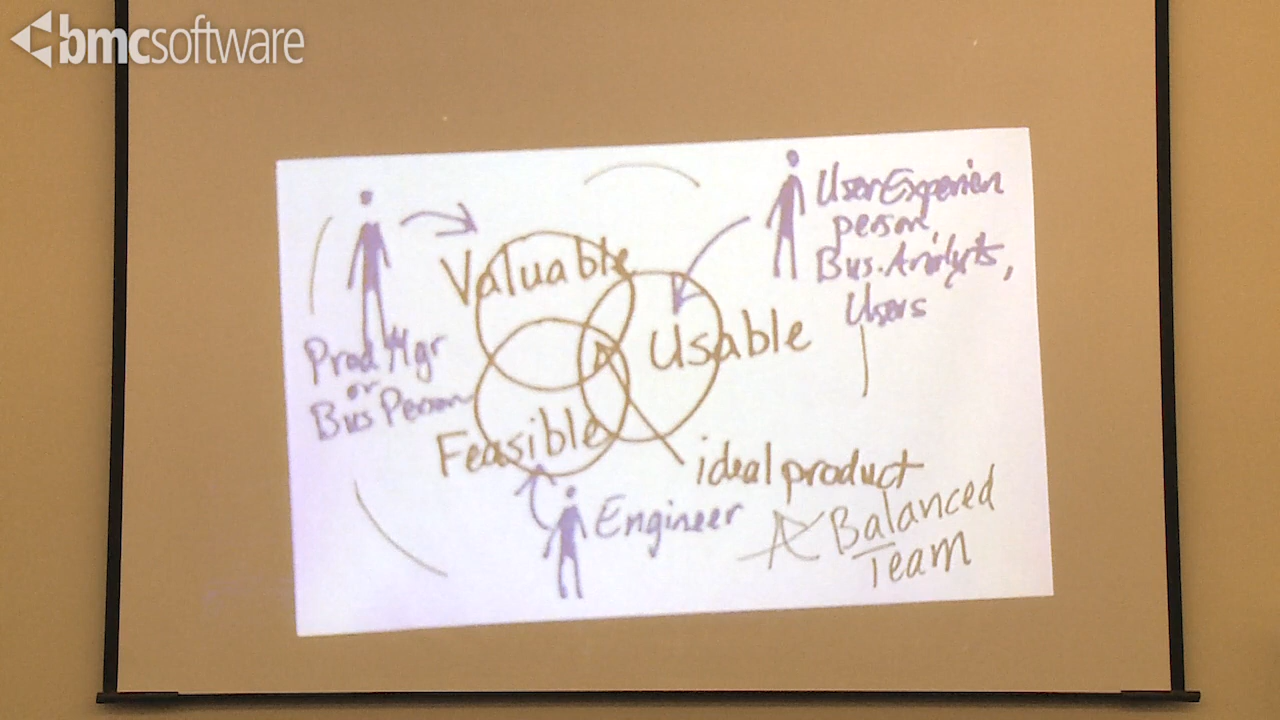 bmcsoftware
User Experien
person
Bus. Analysts,
Users
Valuable
Usable
Prod Mgr
or
Bus Person
Feasible
ideal product
Engineer
Balanced
Team